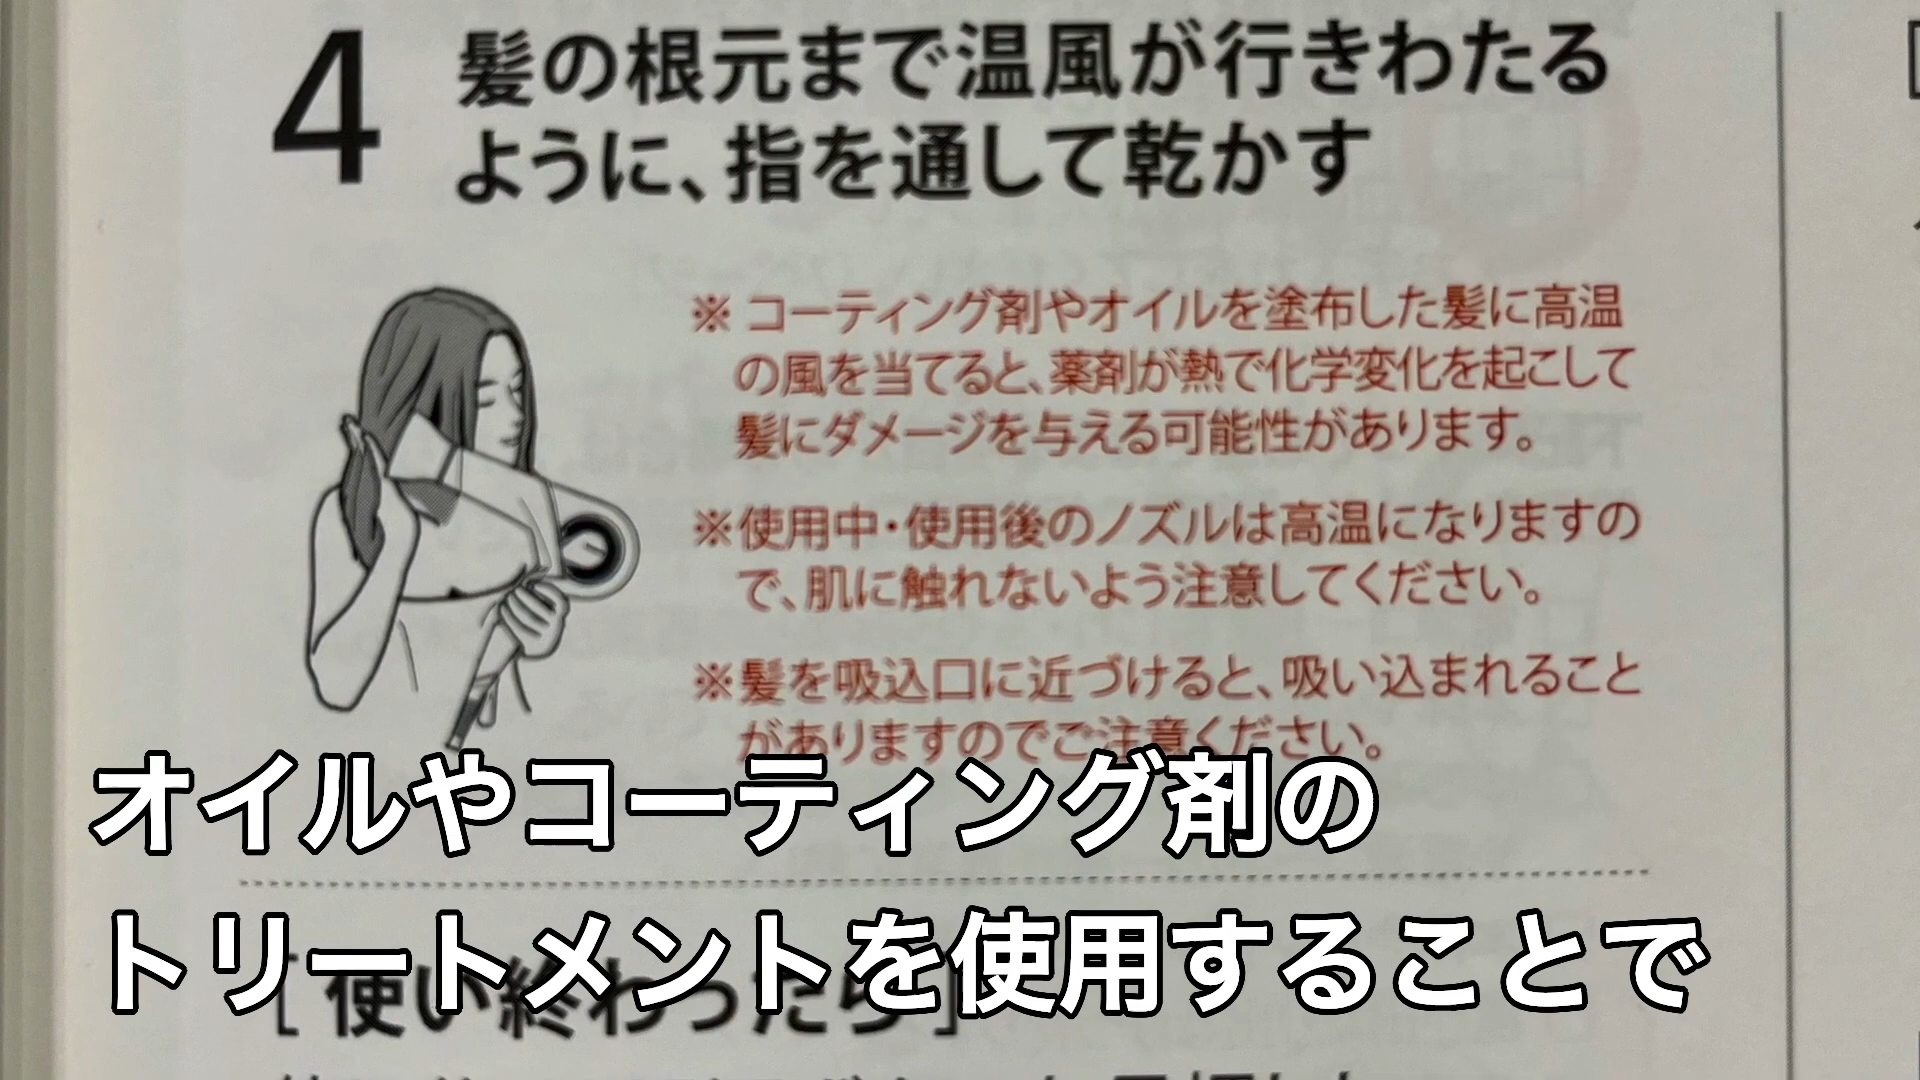 4 髪の根元まで温風が行きわたる
ように、指を通して乾かす
※ コーティング剤やオイルを塗布した髪に高温
の風を当てると、薬剤が熱で化学変化を起こして
髪にダメージを与える可能性があります。
※使用中・使用後のノズルは高温になりますの
で、肌に触れないよう注意してください。
※髪を吸込口に近づけると、吸い込まれること
がありますのでご注意ください。
オイルやコーティング剤の
トリートメントを使用することで
[使い終わったら]